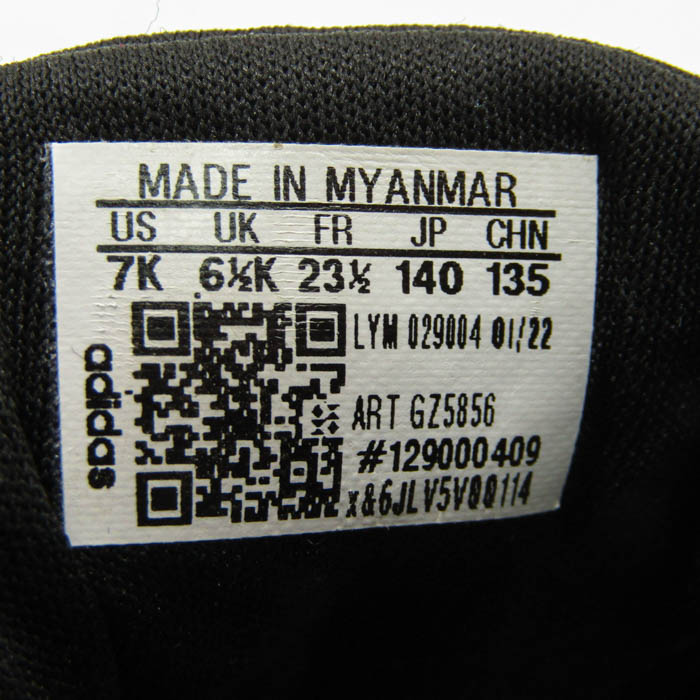 MADE IN MYANMAR
US UK FR JP CHN
7K 6½K 23½ 140 135
LYM 029004 01/22
ART GZ5856
#129000409
x&6JLV5V0Q114
adidas